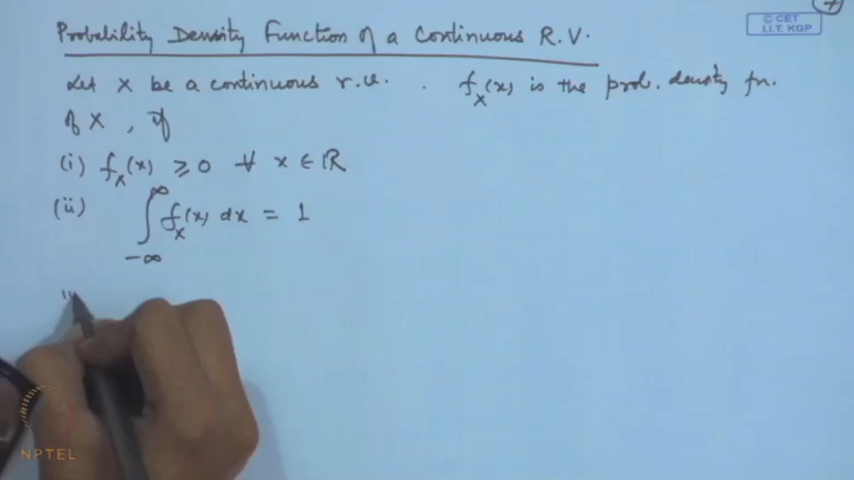 Probability Density Function of a Continuous R.V.
© CET
I.I.T. KGP
Let X be a continuous r.v. . f_X(x) is the prob. density fn.
of X, if
(i) f_X(x) ≥ 0 ∀ x ∈ ℝ
(ii) ∫_{-∞}^{∞} f_X(x) dx = 1
NPTEL